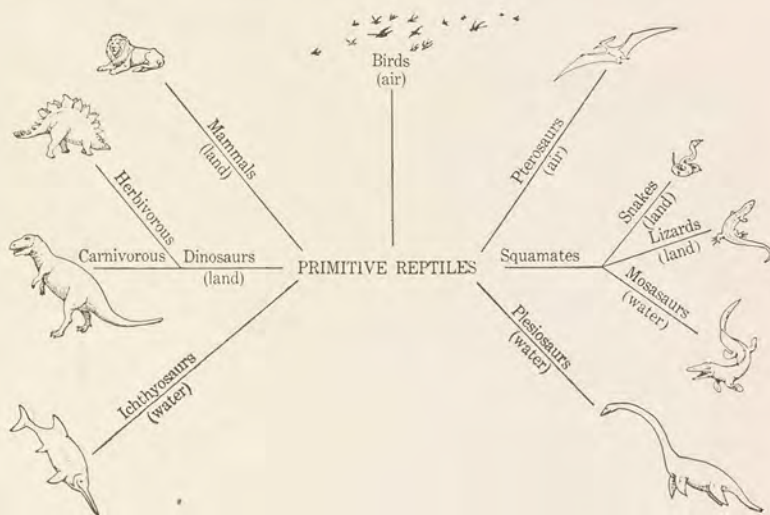 Birds
(air)
Mammals
(land)
Pterosaurs
(air)
Herbivorous
Snakes
(land)
Lizards
(land)
Carnivorous
Dinosaurs
(land)
PRIMITIVE REPTILES
Squamates
Mosasaurs
(water)
Ichthyosaurs
(water)
Plesiosaurs
(water)